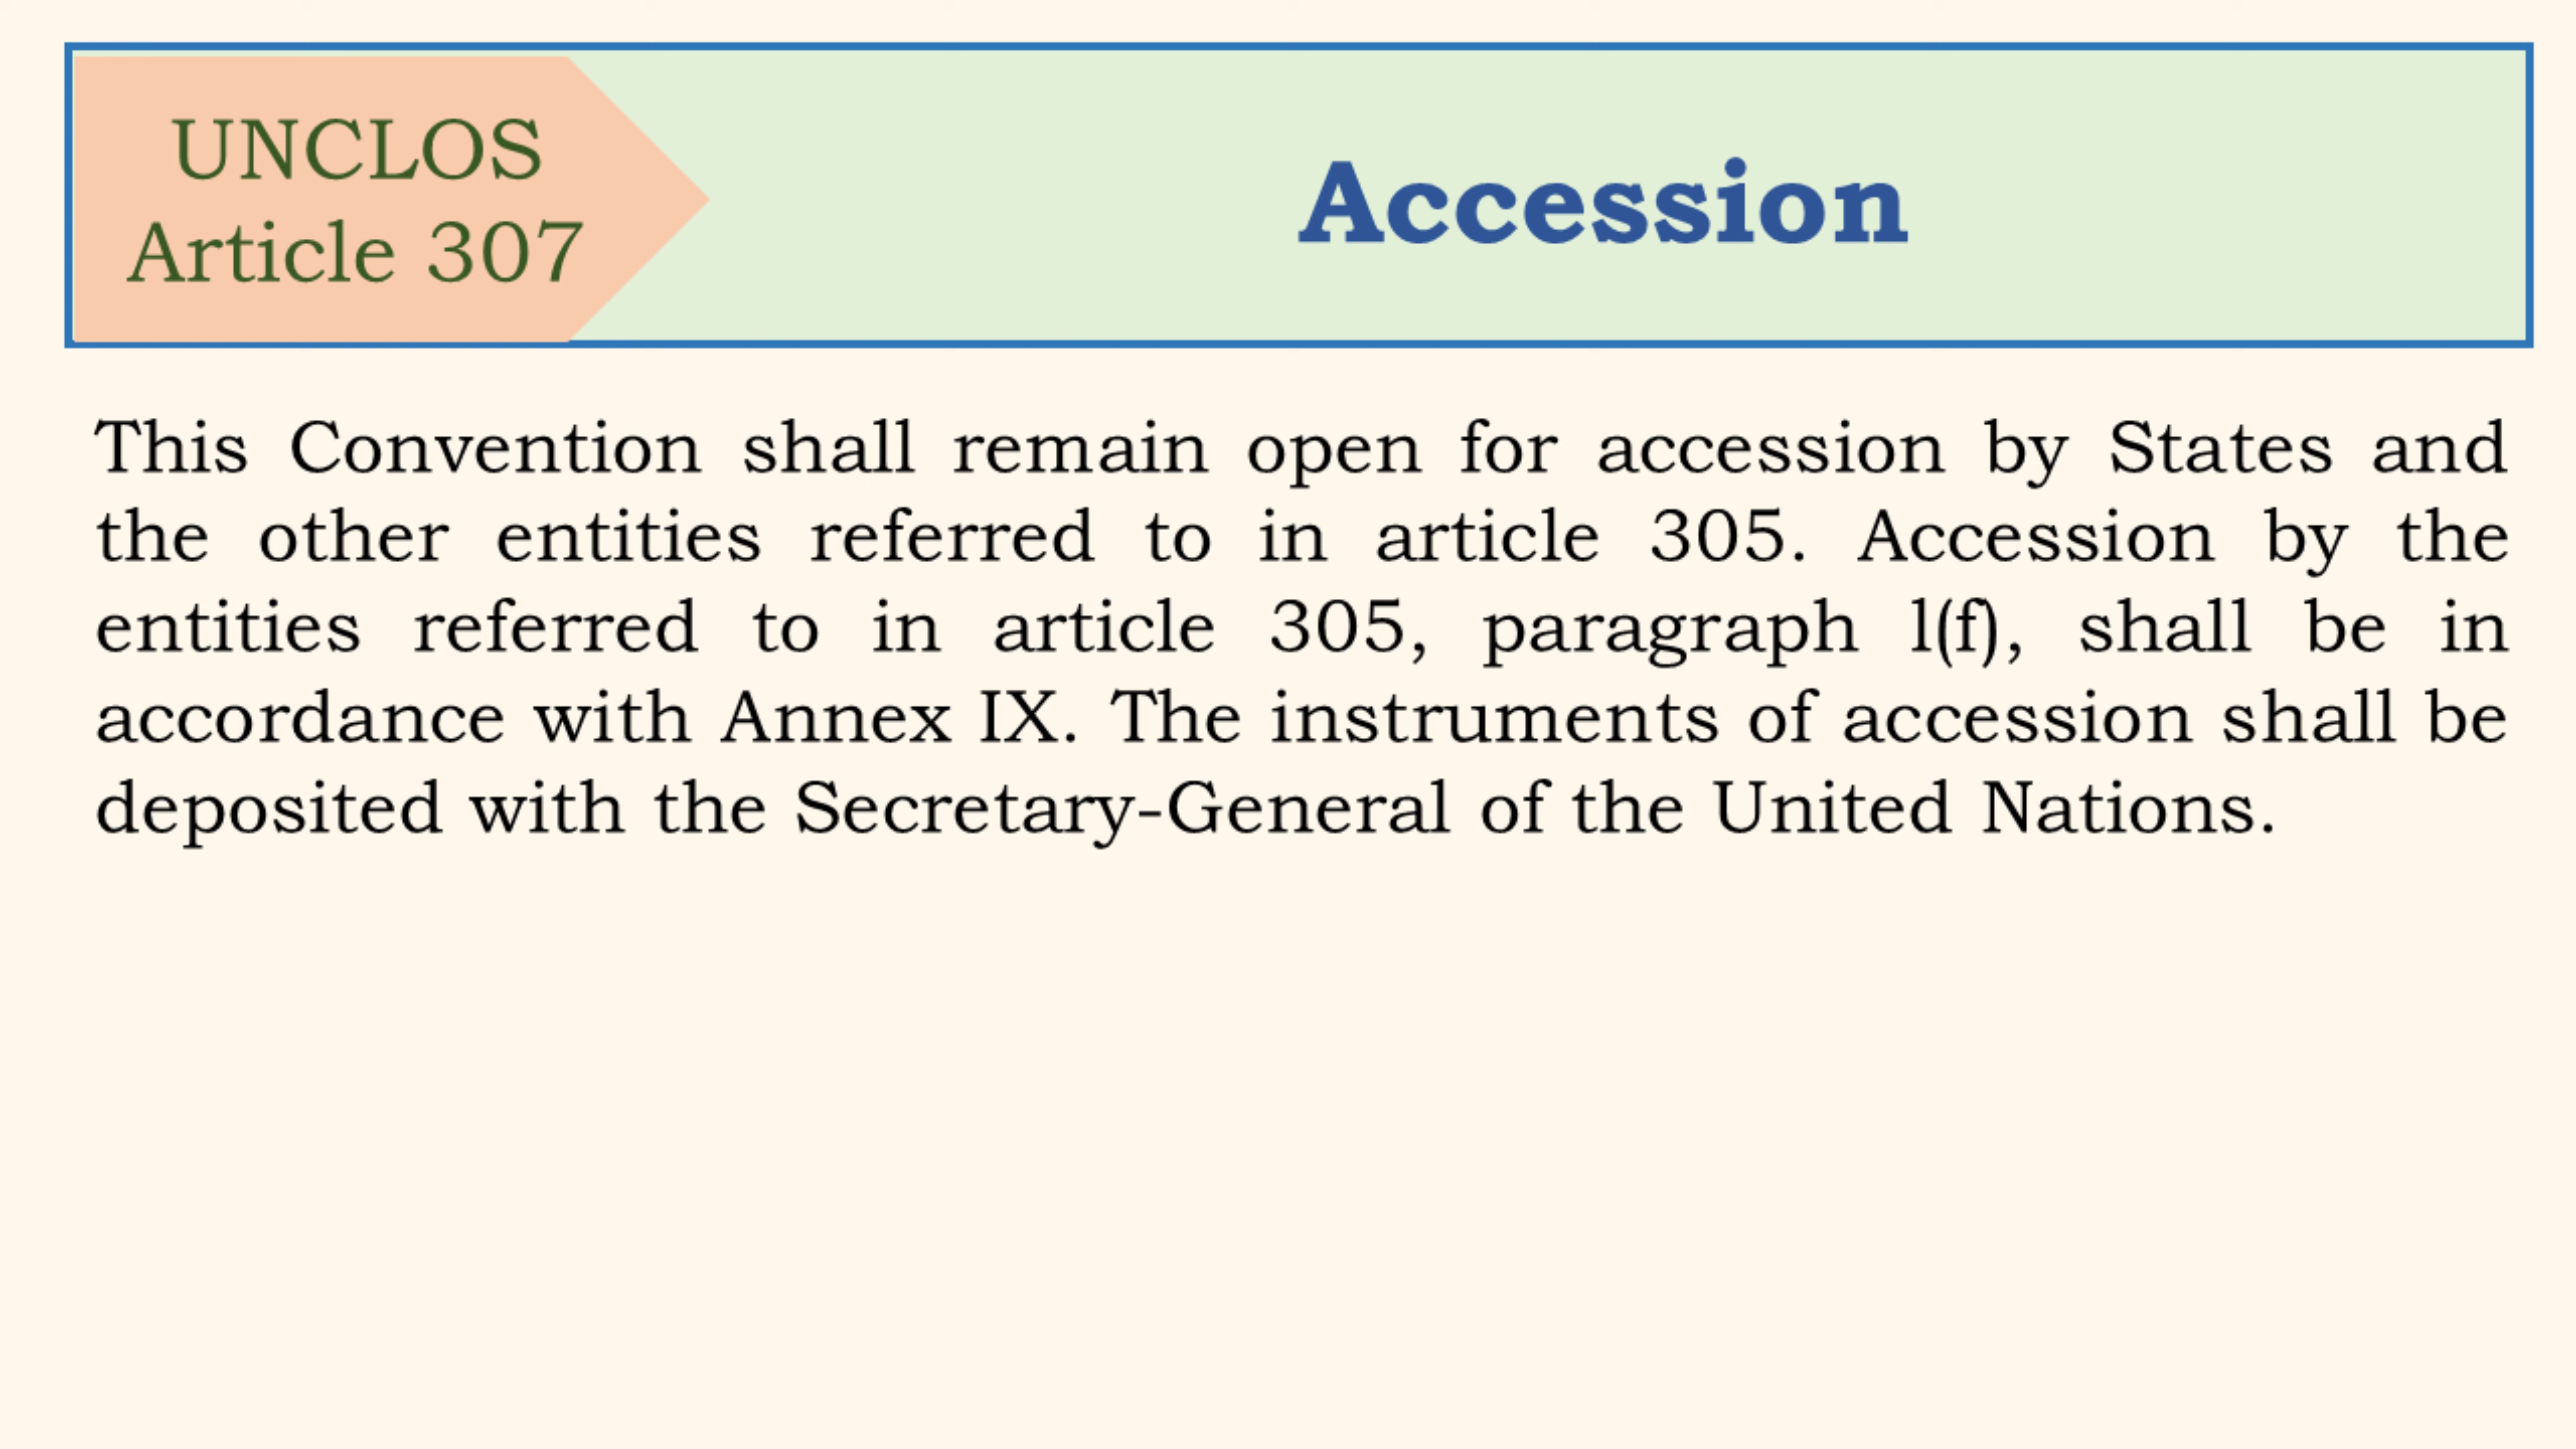 UNCLOS
Article 307
Accession
This Convention shall remain open for accession by States and
the other entities referred to in article 305. Accession by the
entities referred to in article 305, paragraph l(f), shall be in
accordance with Annex IX. The instruments of accession shall be
deposited with the Secretary-General of the United Nations.